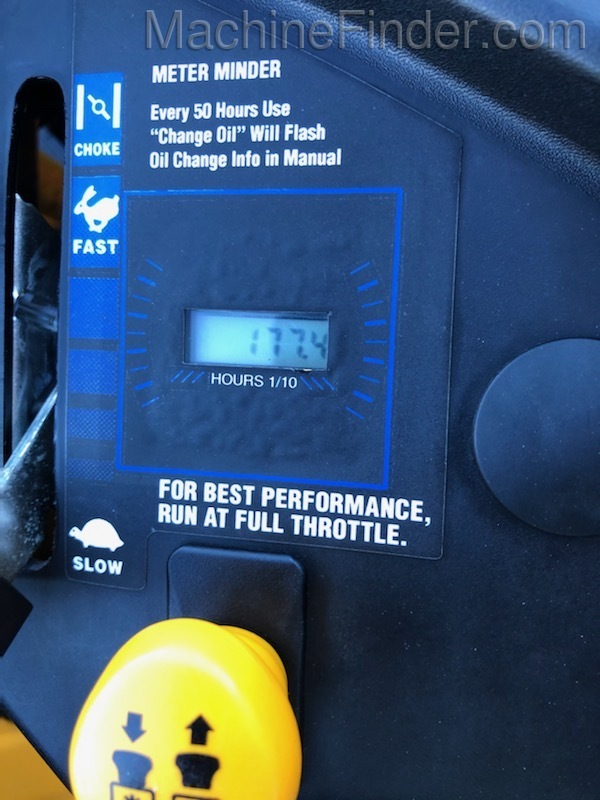 MachineFinder.com
METER MINDER
Every 50 Hours Use
“Change Oil” Will Flash
Oil Change Info in Manual
CHOKE
FAST
177.4
HOURS 1/10
FOR BEST PERFORMANCE,
RUN AT FULL THROTTLE.
SLOW